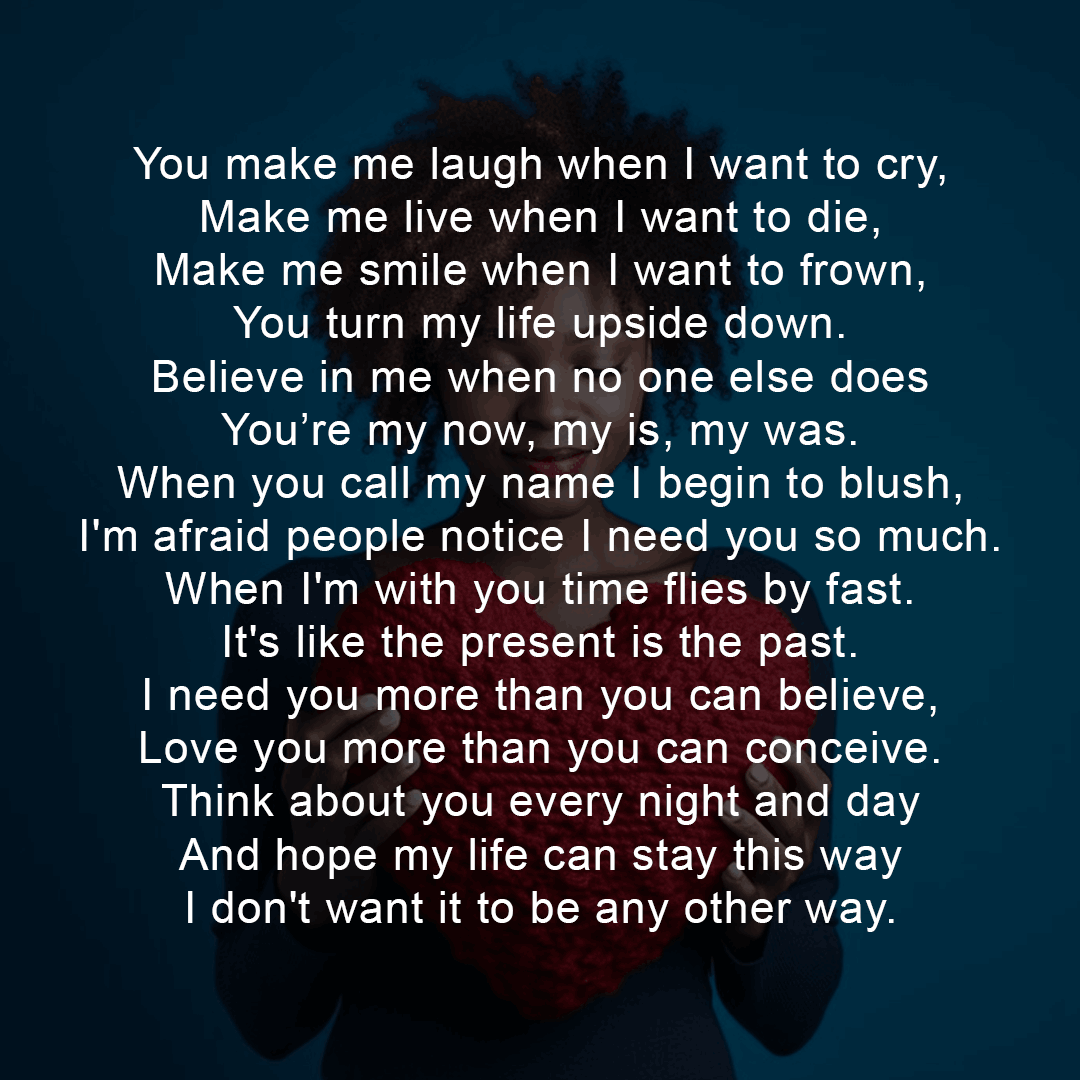 You make me laugh when I want to cry,
Make me live when I want to die,
Make me smile when I want to frown,
You turn my life upside down.
Believe in me when no one else does
You’re my now, my is, my was.
When you call my name I begin to blush,
I'm afraid people notice I need you so much.
When I'm with you time flies by fast.
It's like the present is the past.
I need you more than you can believe,
Love you more than you can conceive.
Think about you every night and day
And hope my life can stay this way
I don't want it to be any other way.